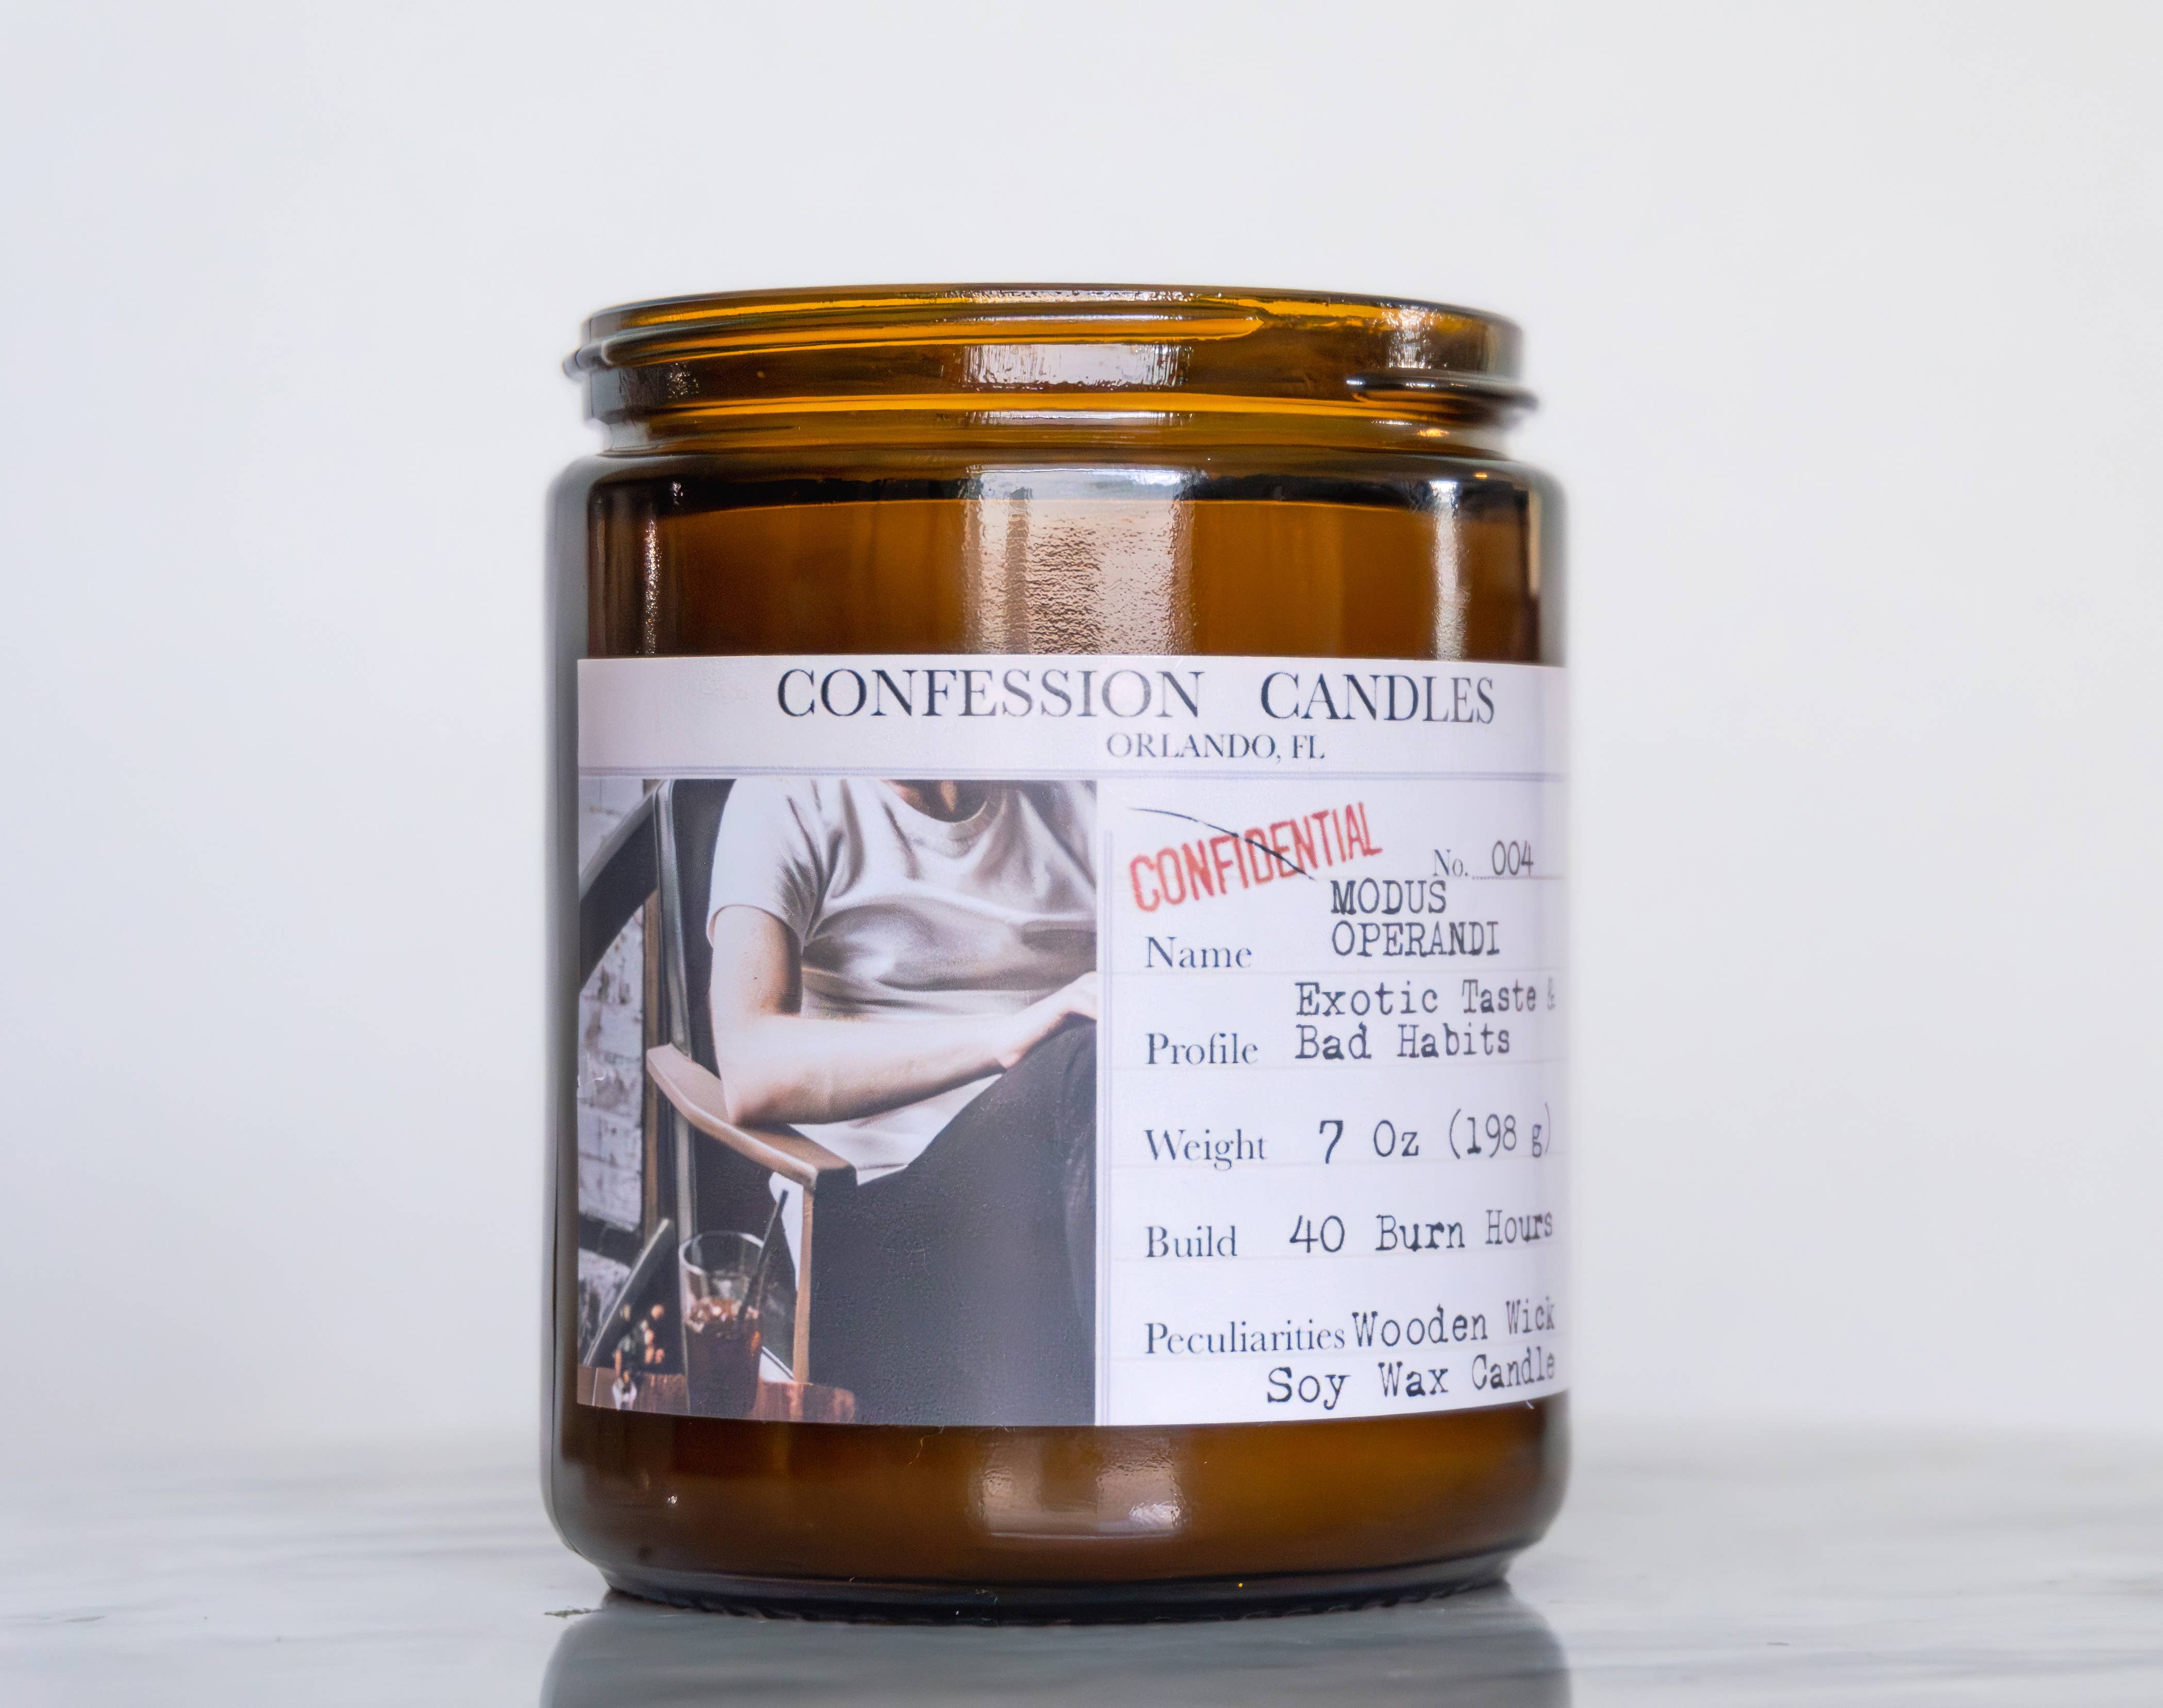 CONFESSION CANDLES
ORLANDO, FL
CONFIDENTIAL
No. 004
Name MODUS
OPERANDI
Profile Exotic Taste &
Bad Habits
Weight 7 Oz (198 g)
Build 40 Burn Hours
Peculiarities Wooden Wick
Soy Wax Candle